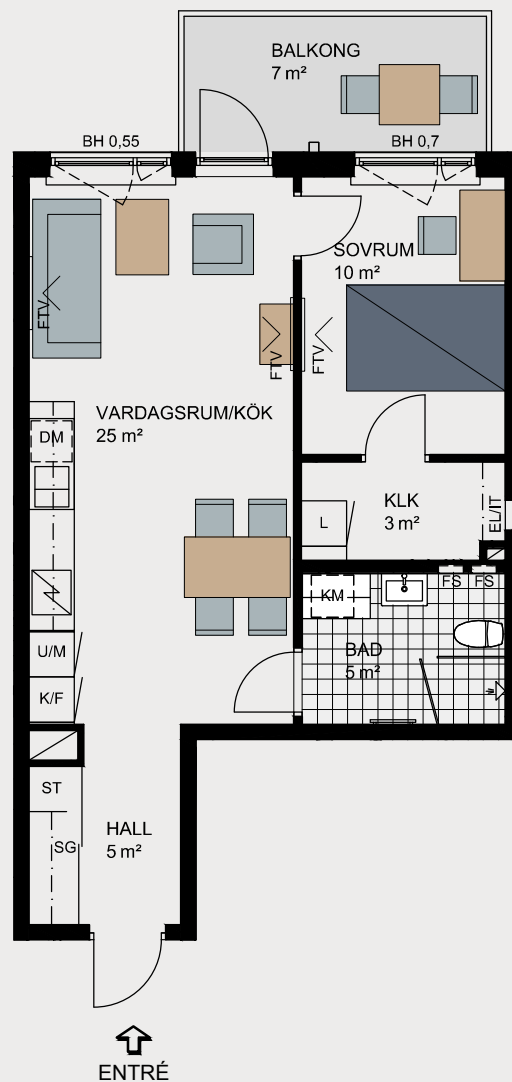 BALKONG
7 m²
BH 0,55
BH 0,7
SOVRUM
10 m²
FTV
FTV
FTV
VARDAGSRUM/KÖK
25 m²
DM
KLK
3 m²
L
EL/IT
FS
FS
KM
U/M
BAD
5 m²
K/F
ST
HALL
5 m²
SG
ENTRÉ